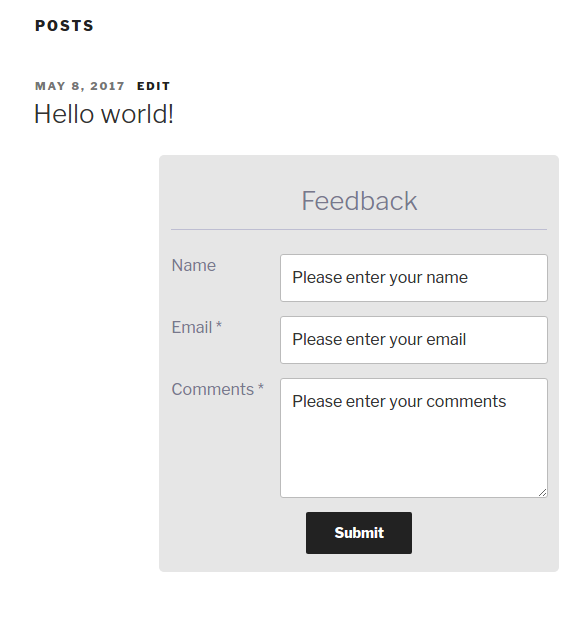 POSTS
MAY 8, 2017 EDIT
Hello world!
Feedback
Name
Please enter your name
Email *
Please enter your email
Comments *
Please enter your comments
Submit